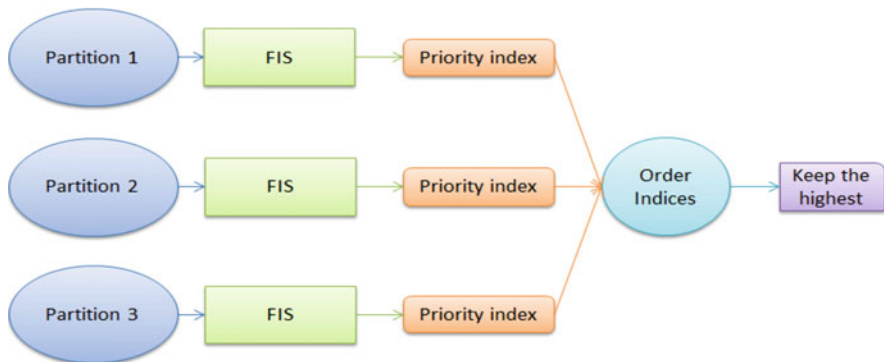 Partition 1
FIS
Priority index
Partition 2
FIS
Priority index
Order
Indices
Keep the
highest
Partition 3
FIS
Priority index